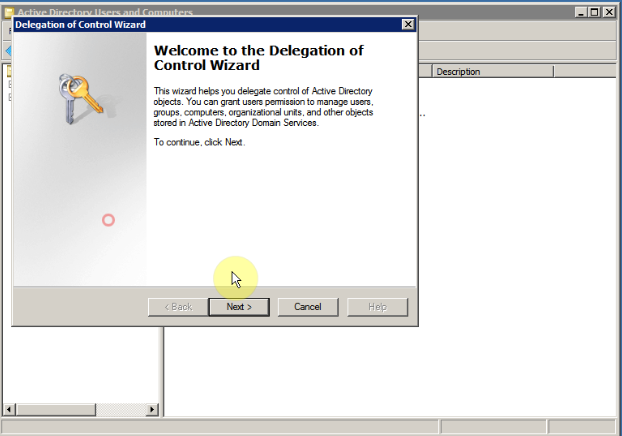 Active Directory Users and Computers
Delegation of Control Wizard
Welcome to the Delegation of
Control Wizard
This wizard helps you delegate control of Active Directory
objects. You can grant users permission to manage users,
groups, computers, organizational units, and other objects
stored in Active Directory Domain Services.
To continue, click Next.
Description
..
< Back
Next >
Cancel
Help